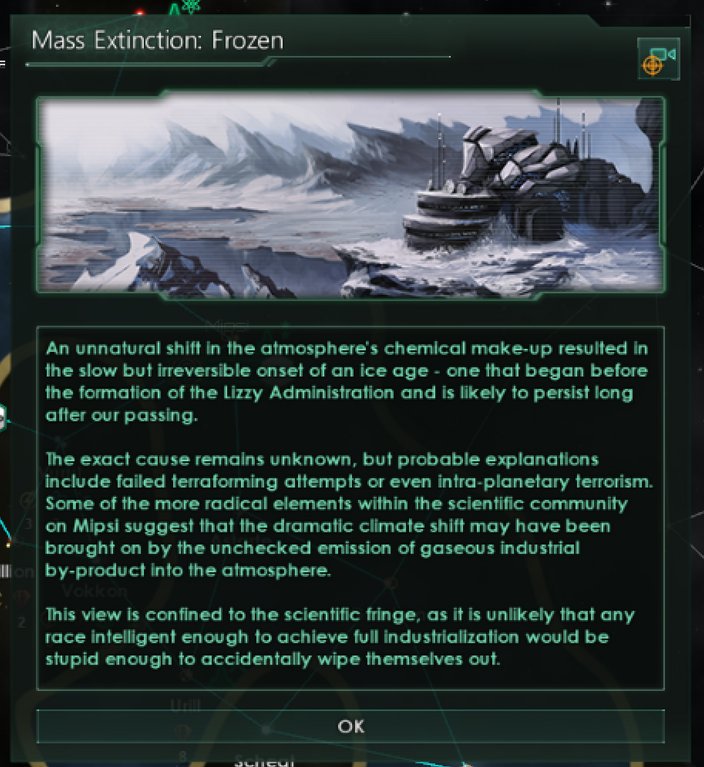 Mass Extinction: Frozen
An unnatural shift in the atmosphere's chemical make-up resulted in
the slow but irreversible onset of an ice age - one that began before
the formation of the Lizzy Administration and is likely to persist long
after our passing.
The exact cause remains unknown, but probable explanations
include failed terraforming attempts or even intra-planetary terrorism.
Some of the more radical elements within the scientific community
on Mipsi suggest that the dramatic climate shift may have been
brought on by the unchecked emission of gaseous industrial
by-product into the atmosphere.
Vokkon
2
This view is confined to the scientific fringe, as it is unlikely that any
race intelligent enough to achieve full industrialization would be
stupid enough to accidentally wipe themselves out.
Urill
OK
8
Scheat